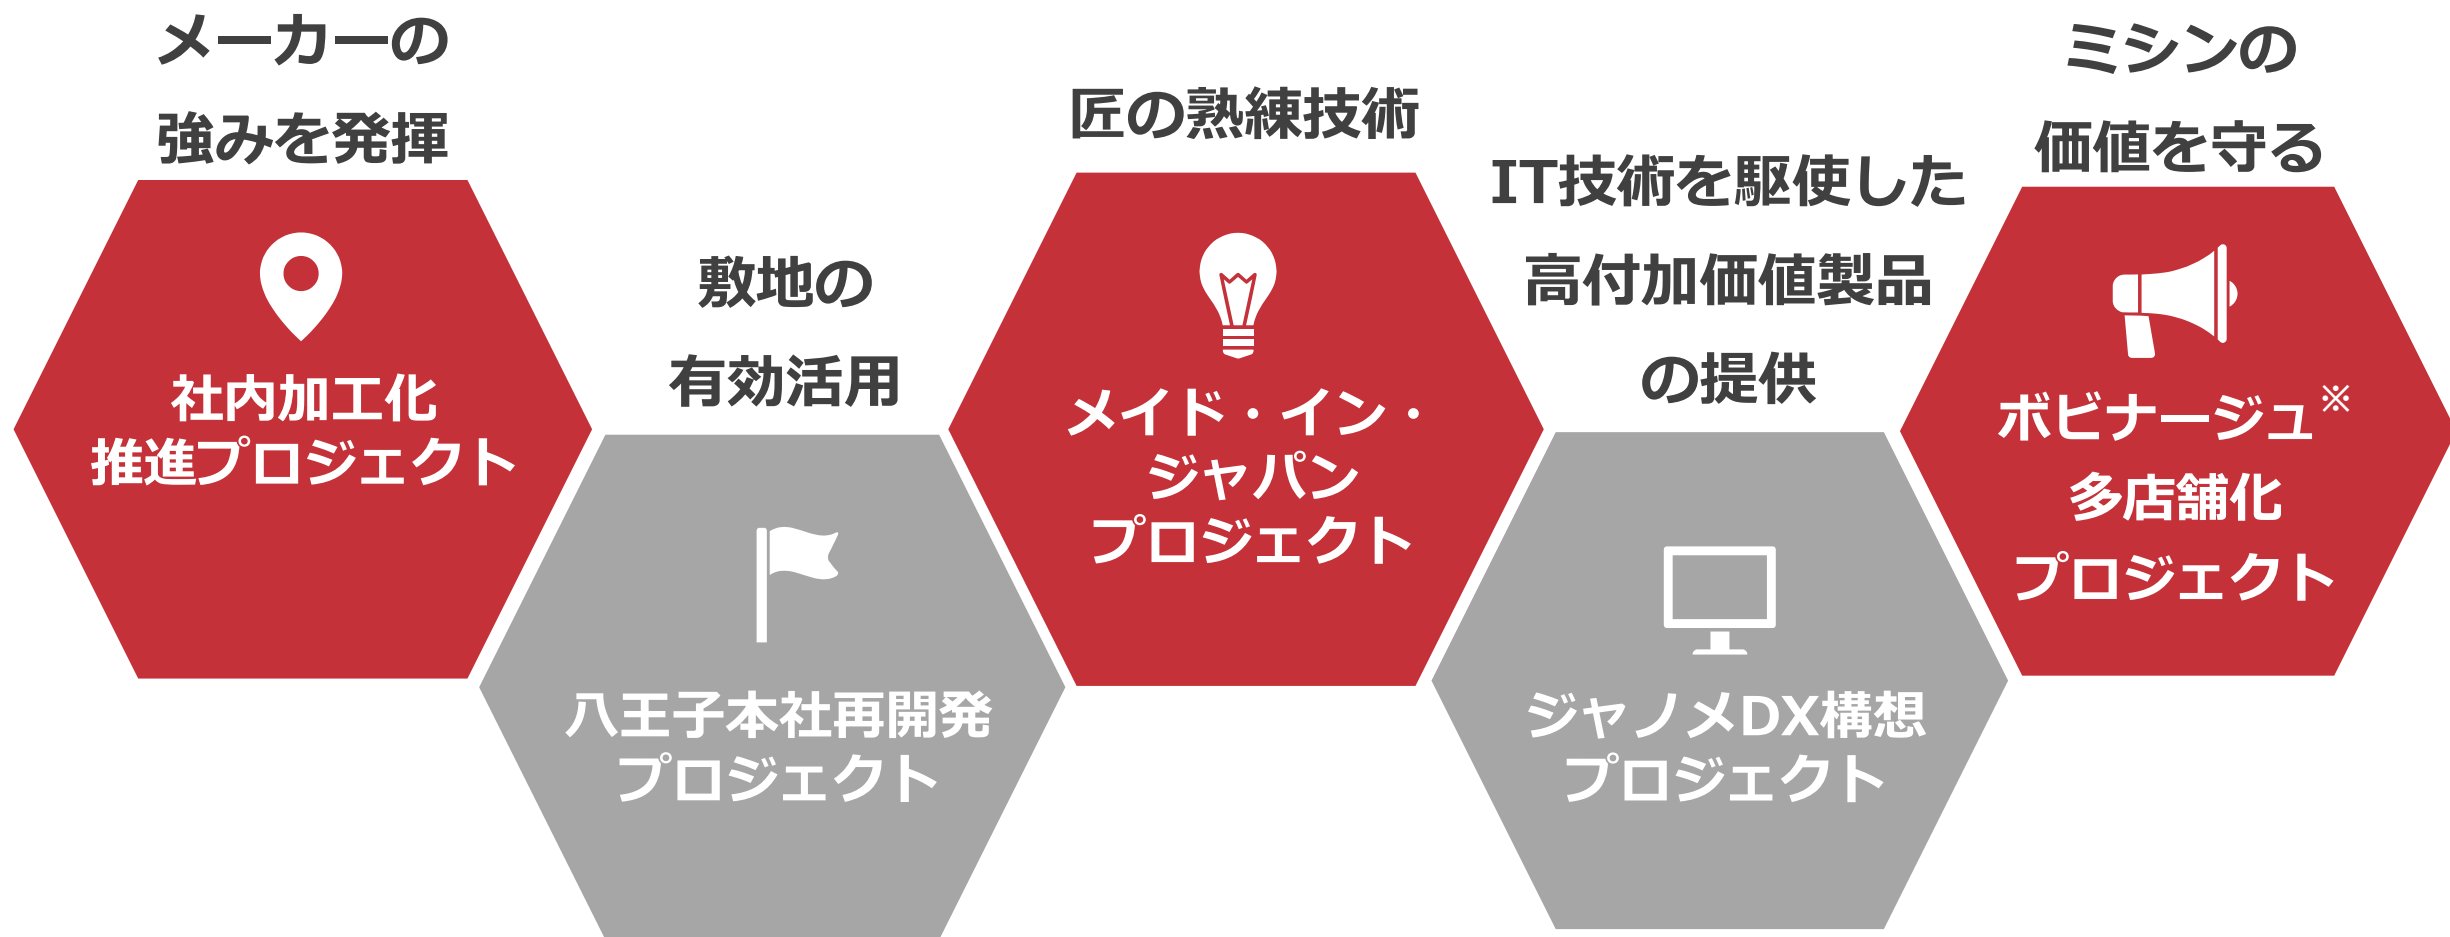 メーカーの
強みを発揮
社内加工化
推進プロジェクト
敷地の
有効活用
八王子本社再開発
プロジェクト
匠の熟練技術
メイド・イン・
ジャパン
プロジェクト
IT技術を駆使した
高付加価値製品
の提供
ジャノメDX構想
プロジェクト
ミシンの
価値を守る
ボビナージュ※
多店舗化
プロジェクト